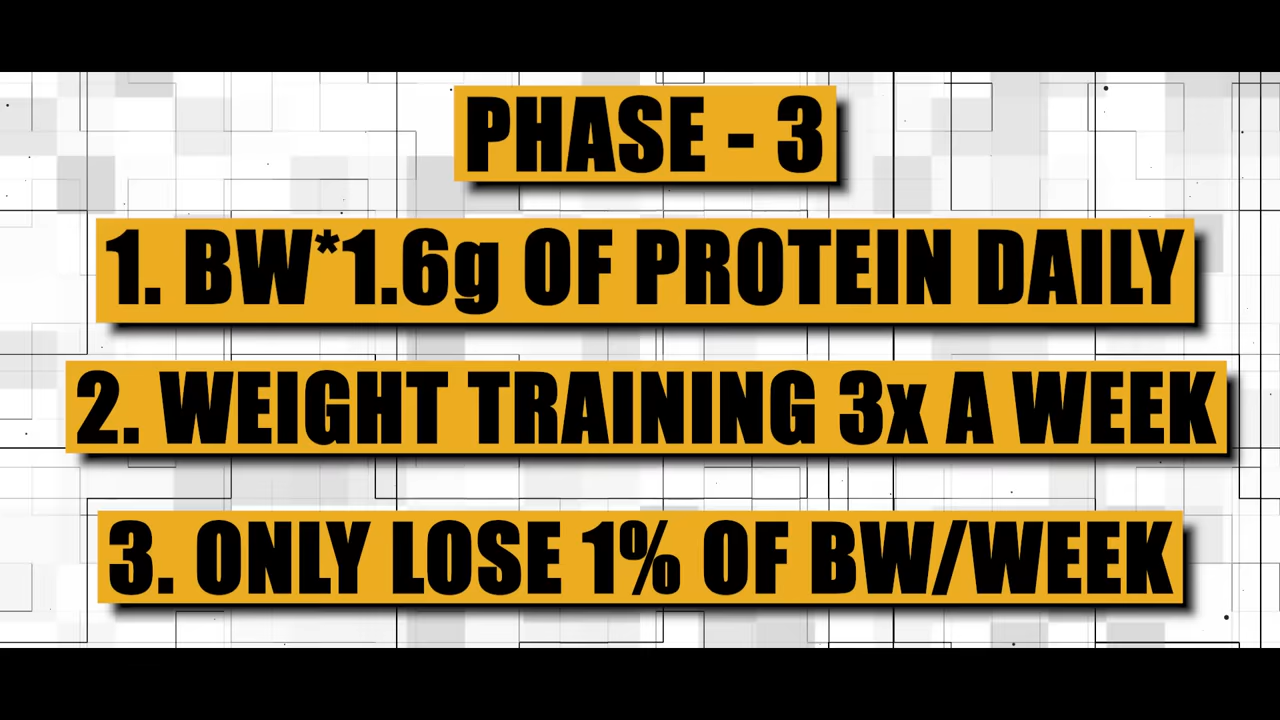 PHASE - 3
1. BW*1.6g OF PROTEIN DAILY
2. WEIGHT TRAINING 3x A WEEK
3. ONLY LOSE 1% OF BW/WEEK